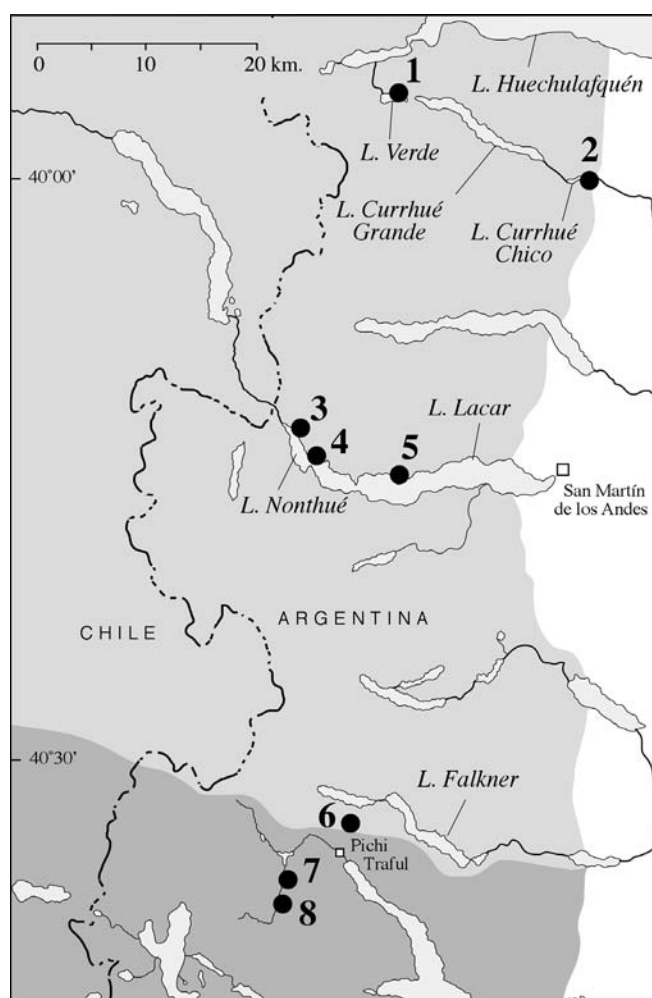 0 10 20 km.
1
L. Huechulafquén
L. Verde
2
40°00'
L. Currhué
Grande
L. Currhué
Chico
3
4
5
L. Lacar
L. Nonthué
San Martín
de los Andes
CHILE
ARGENTINA
40°30'
L. Falkner
6
Pichi
Traful
7
8